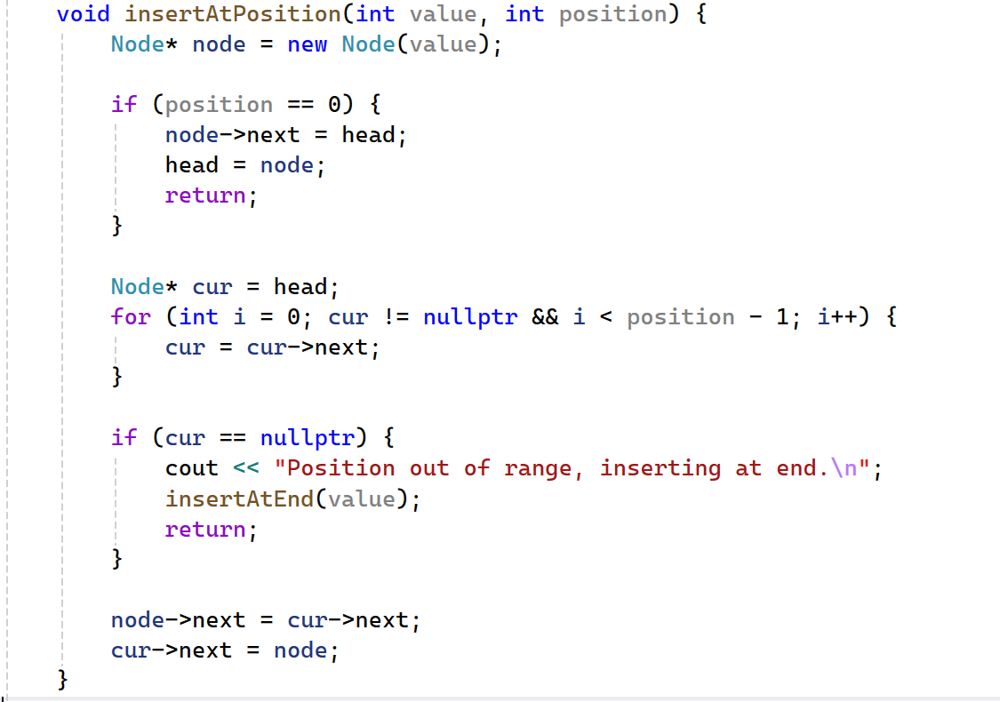 void insertAtPosition(int value, int position) {
Node* node = new Node(value);
if (position == 0) {
node->next = head;
head = node;
return;
}
Node* cur = head;
for (int i = 0; cur != nullptr && i < position - 1; i++) {
cur = cur->next;
}
if (cur == nullptr) {
cout << "Position out of range, inserting at end.\n";
insertAtEnd(value);
return;
}
node->next = cur->next;
cur->next = node;
}